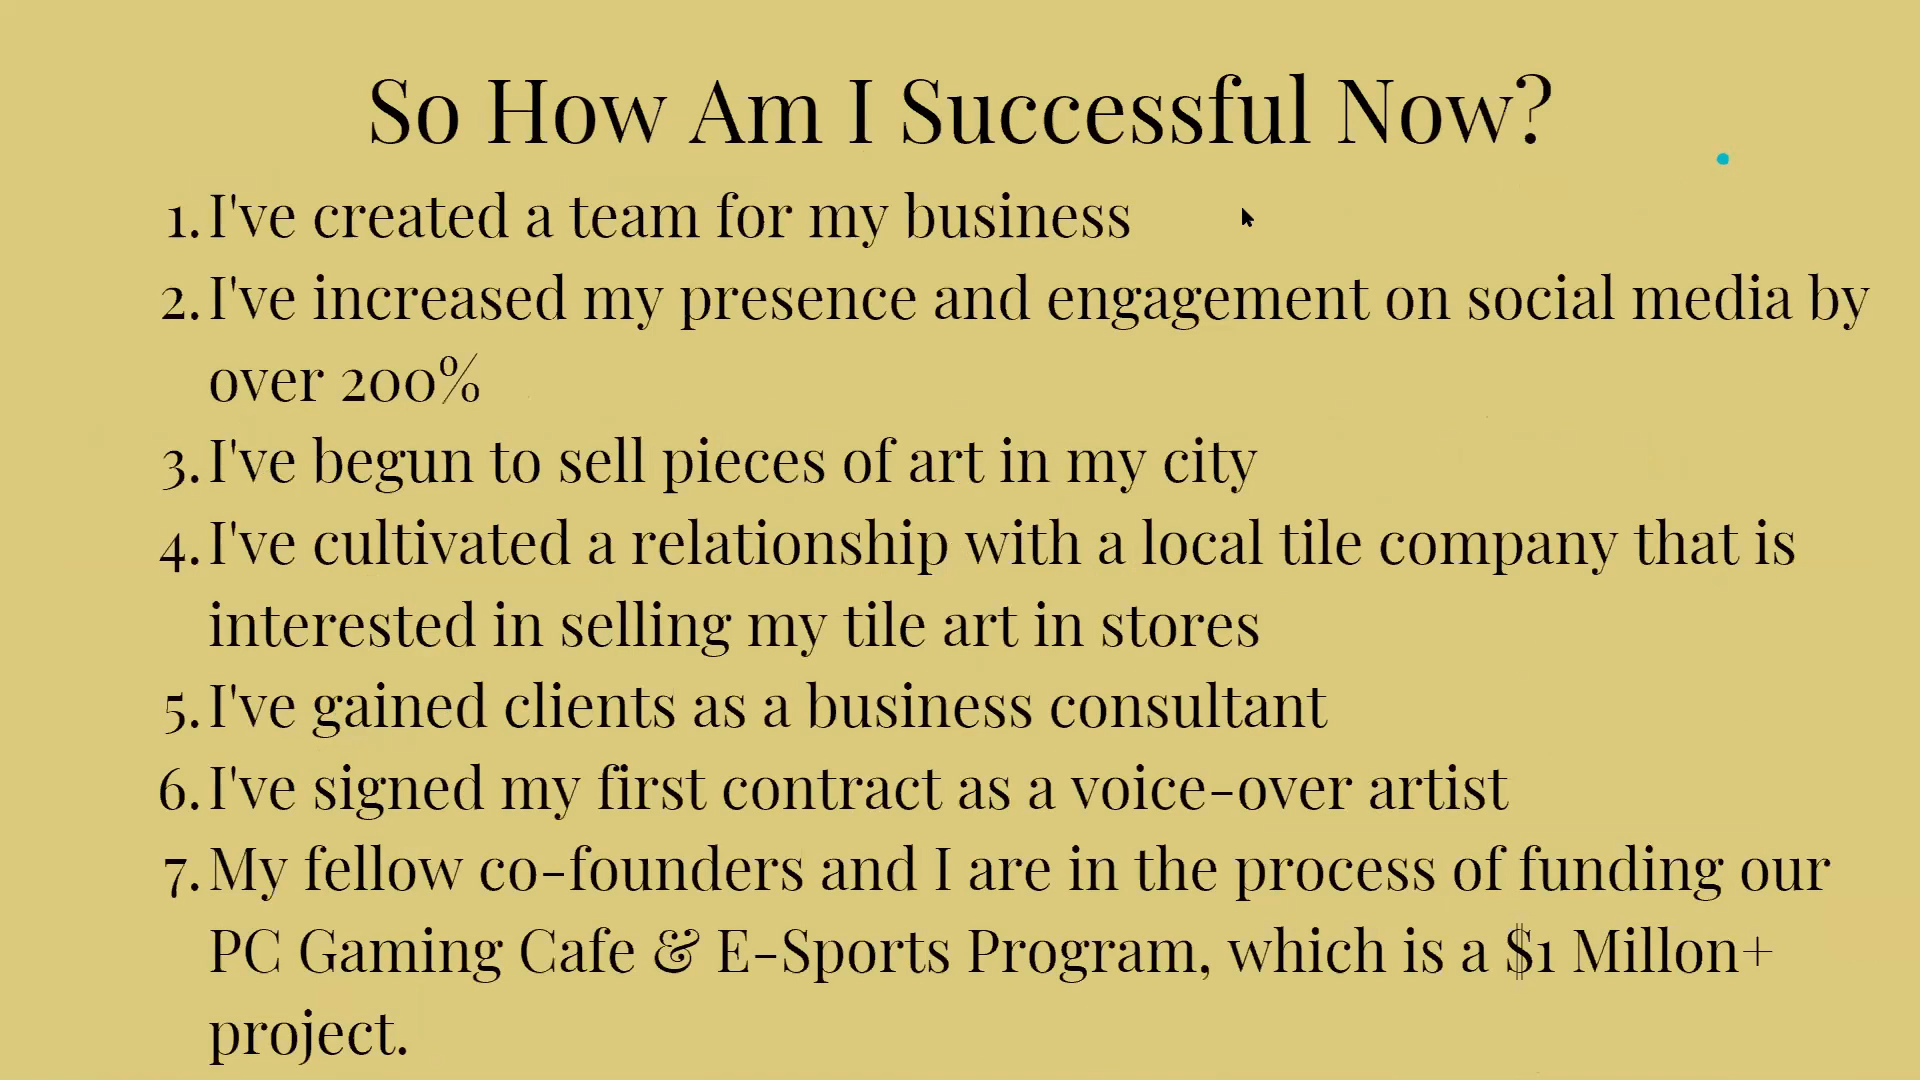 So How Am I Successful Now?
1. I've created a team for my business
2. I've increased my presence and engagement on social media by
over 200%
3. I've begun to sell pieces of art in my city
4. I've cultivated a relationship with a local tile company that is
interested in selling my tile art in stores
5. I've gained clients as a business consultant
6. I've signed my first contract as a voice-over artist
7. My fellow co-founders and I are in the process of funding our
PC Gaming Cafe & E-Sports Program, which is a $1 Millon+
project.